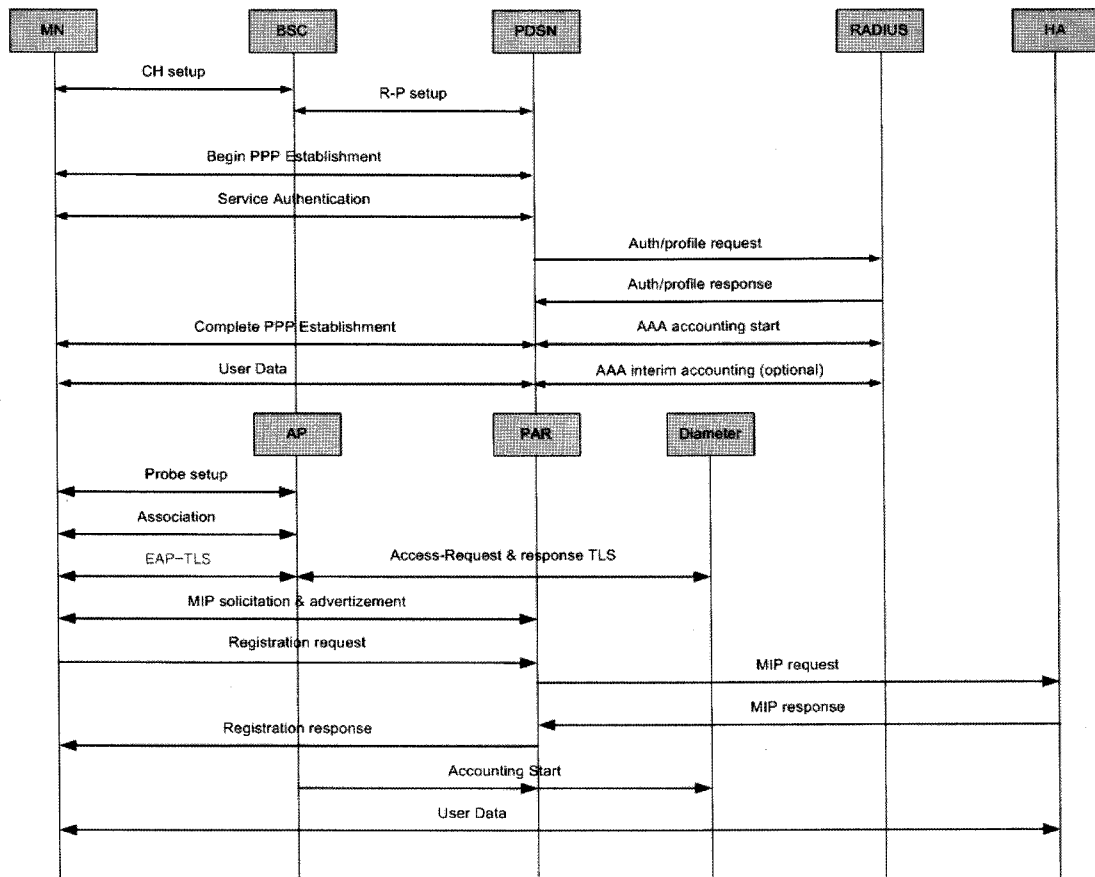 MN BSC PDSN RADIUS HA
CH setup
R-P setup
Begin PPP Establishment
Service Authentication
Auth/profile request
Auth/profile response
Complete PPP Establishment AAA accounting start
User Data AAA interim accounting (optional)
AP PAR Diameter
Probe setup
Association
EAP-TLS Access-Request & response TLS
MIP solicitation & advertizement
Registration request
MIP request
MIP response
Registration response
Accounting Start
User Data